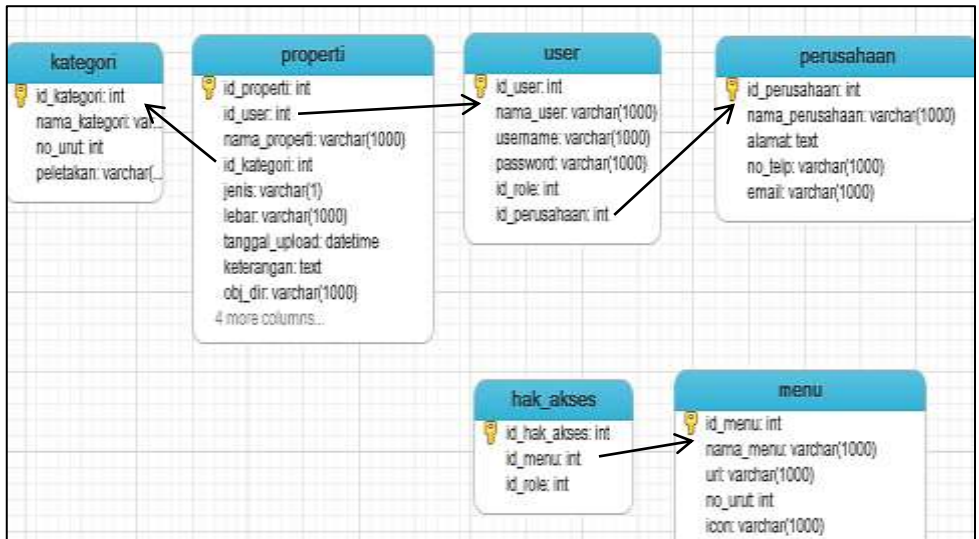 kategori
id_kategori: int
nama_kategori: var...
no_urut: int
peletakan: varchar(...
properti
id_properti: int
id_user: int
nama_properti: varchar(1000)
id_kategori: int
jenis: varchar(1)
lebar: varchar(1000)
tanggal_upload: datetime
keterangan: text
obj_dir: varchar(1000)
4 more columns...
user
id_user: int
nama_user: varchar(1000)
username: varchar(1000)
password: varchar(1000)
id_role: int
id_perusahaan: int
perusahaan
id_perusahaan: int
nama_perusahaan: varchar(1000)
alamat: text
no_telp: varchar(1000)
email: varchar(1000)
hak_akses
id_hak_akses: int
id_menu: int
id_role: int
menu
id_menu: int
nama_menu: varchar(1000)
url: varchar(1000)
no_urut: int
icon: varchar(1000)